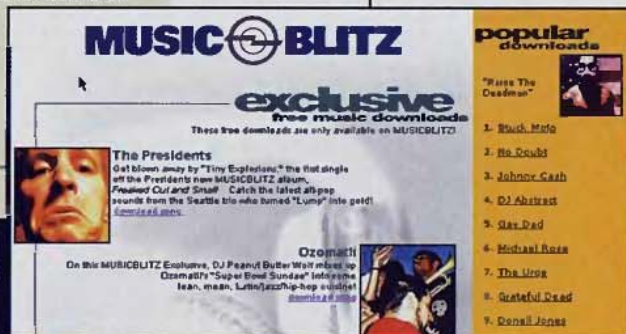 MUSIC BLITZ
exclusive
free music downloads
These free downloads are only available on MUSICBLITZ!
The Presidents
Get blown away by "Tiny Explosions," the first single
off the Presidents new MUSICBLITZ album,
Freaked Out and Small Catch the latest alt-pop
sounds from the Seattle trio who turned "Lump" into gold!
download song
Ozomatli
On this MUSICBLITZ Exclusive, DJ Peanut Butter Wolf mixes up
Ozomatli's "Super Bowl Sundae" into some
lean, mean, Latin/jazz/hip-hop cuisine!
download song
popular
downloads
"Raise The
Deadman"
1. Stuck Mojo
2. No Doubt
3. Johnny Cash
4. DJ Abstract
5. Gay Dad
6. Michael Rose
7. The Urge
8. Grateful Dead
9. Donell Jones